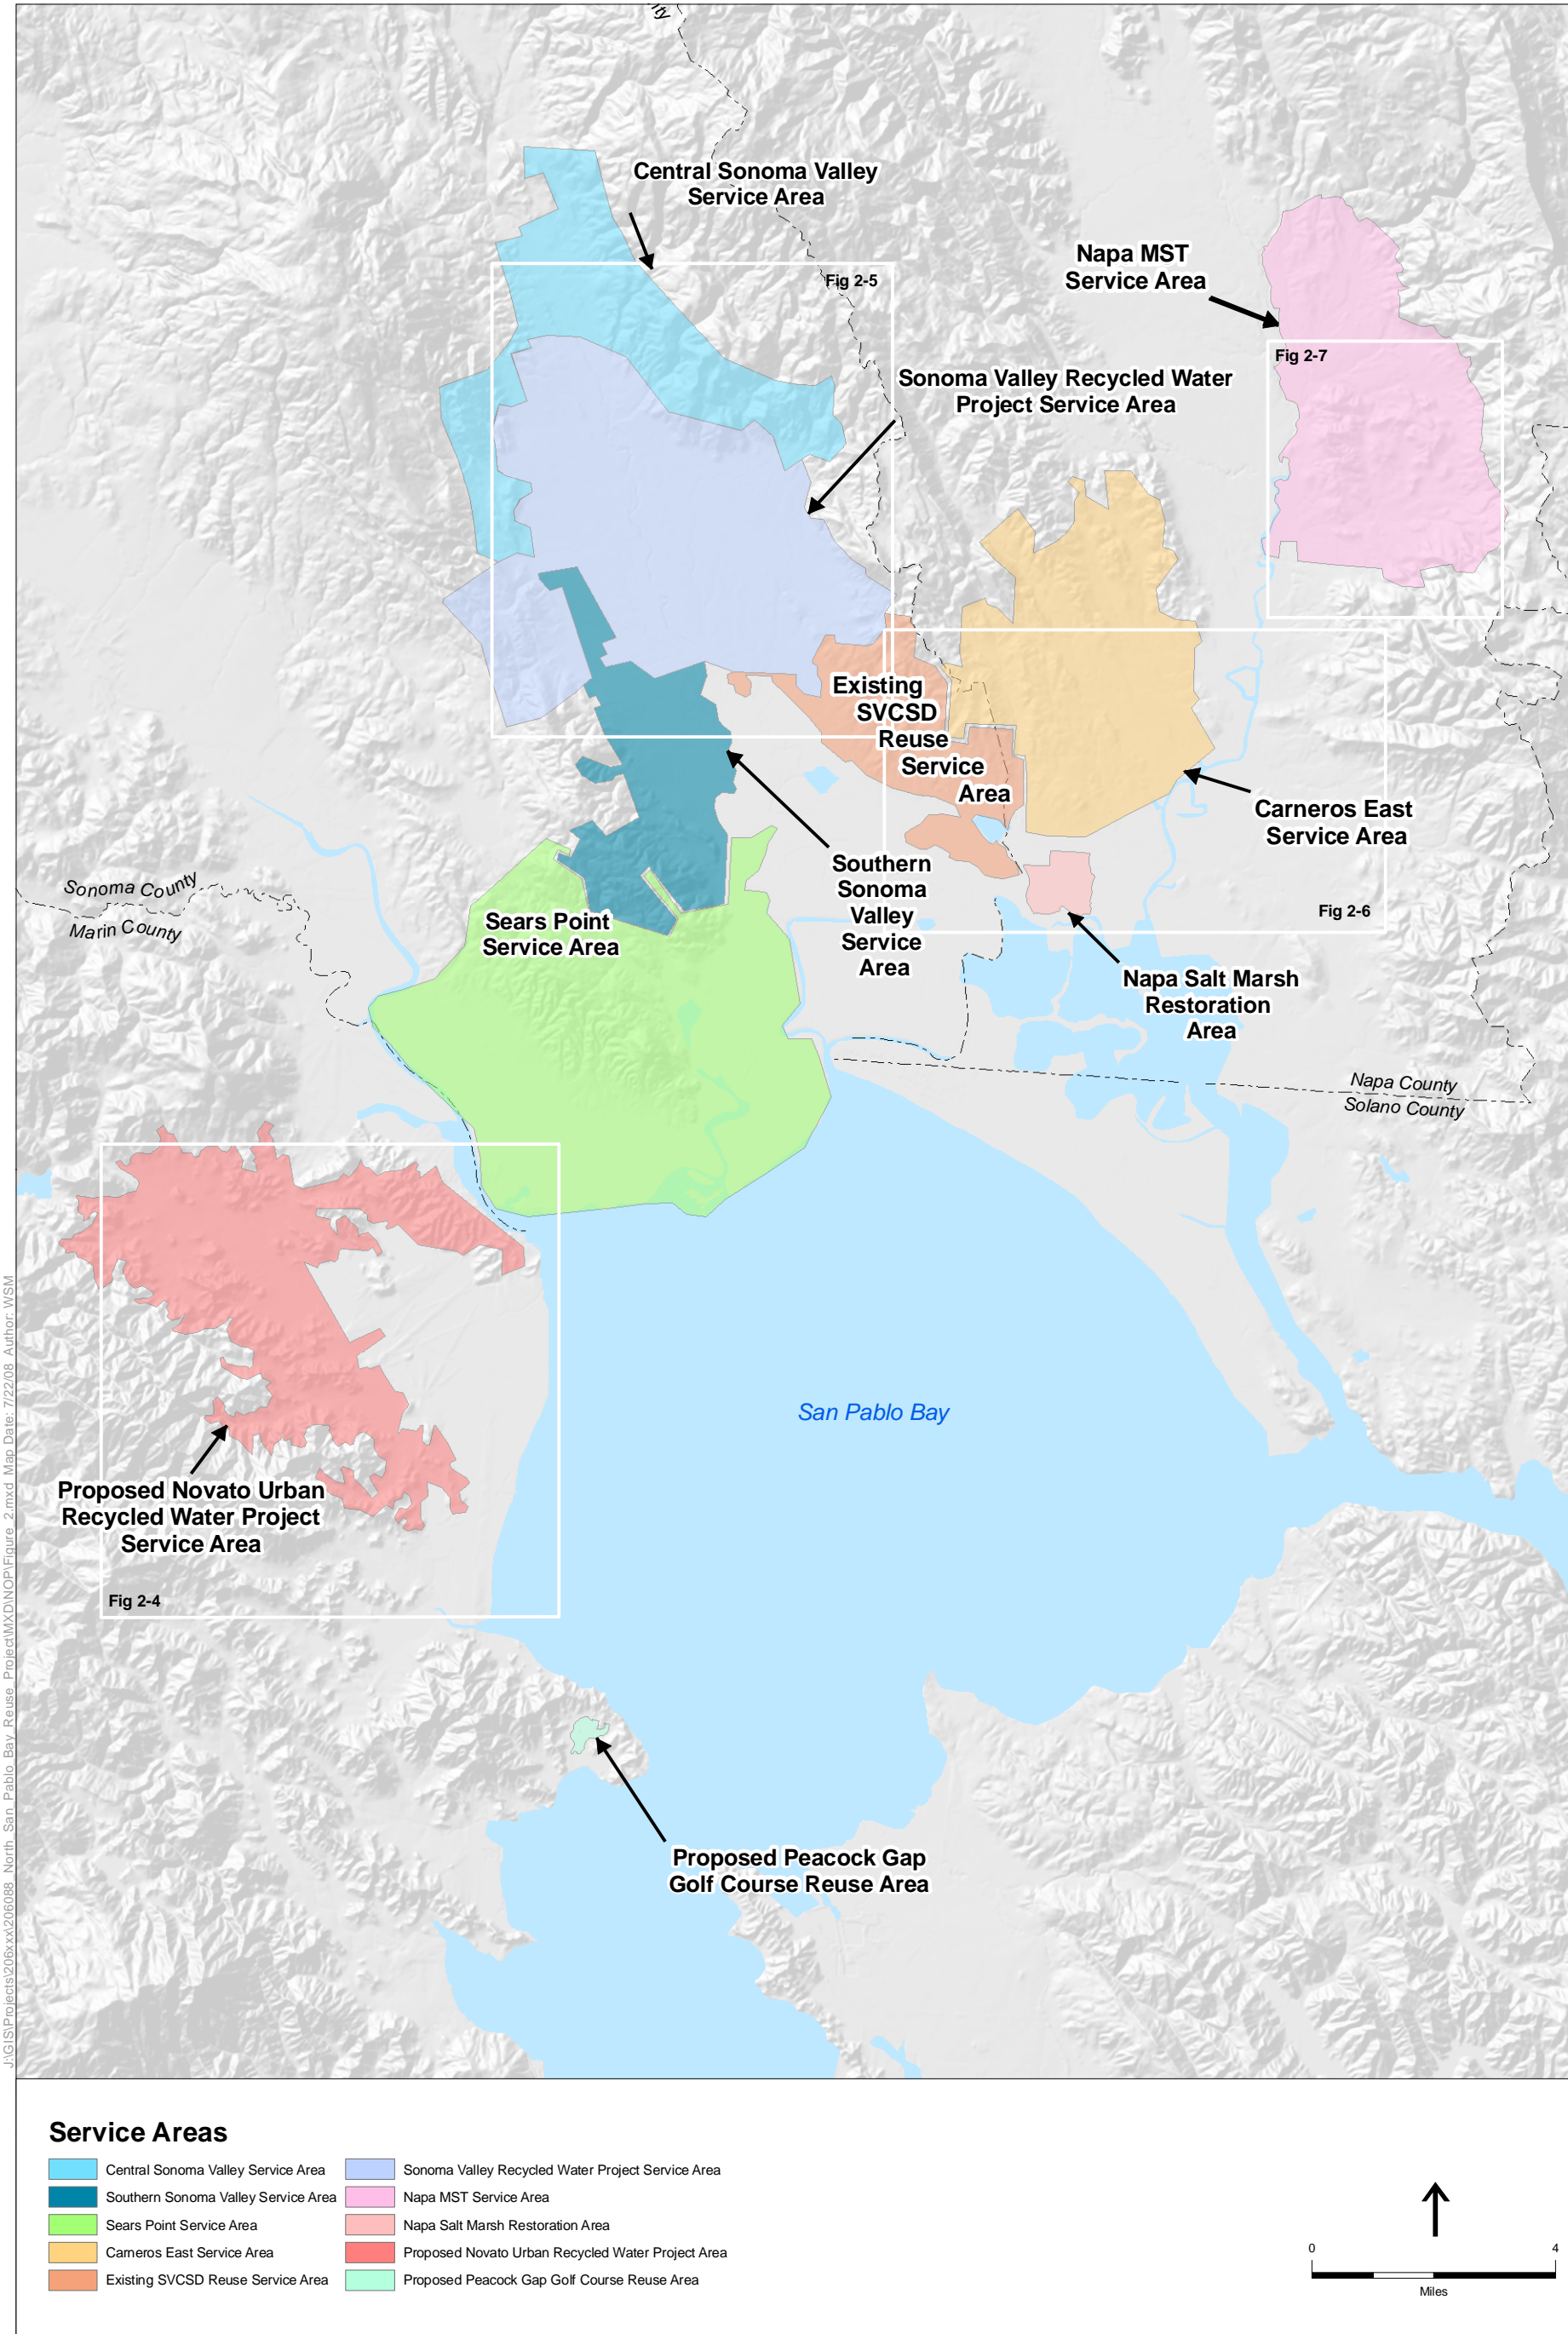 ity
Central Sonoma Valley
Service Area
Napa MST
Service Area
Fig 2-5
Fig 2-7
Sonoma Valley Recycled Water
Project Service Area
Existing
SVCSD
Reuse
Service
Area
Carneros East
Service Area
Southern
Sonoma
Valley
Service
Area
Sonoma County
Marin County
Sears Point
Service Area
Fig 2-6
Napa Salt Marsh
Restoration
Area
Napa County
Solano County
San Pablo Bay
Proposed Novato Urban
Recycled Water Project
Service Area
Fig 2-4
Proposed Peacock Gap
Golf Course Reuse Area
J:\GIS\Projects\206xxx\206088_North_San_Pablo_Bay_Reuse_Project\MXD\NOP\Figure_2.mxd Map Date: 7/22/08 Author: WSM
Service Areas
Central Sonoma Valley Service Area
Southern Sonoma Valley Service Area
Sears Point Service Area
Carneros East Service Area
Existing SVCSD Reuse Service Area
Sonoma Valley Recycled Water Project Service Area
Napa MST Service Area
Napa Salt Marsh Restoration Area
Proposed Novato Urban Recycled Water Project Area
Proposed Peacock Gap Golf Course Reuse Area
0 4
Miles